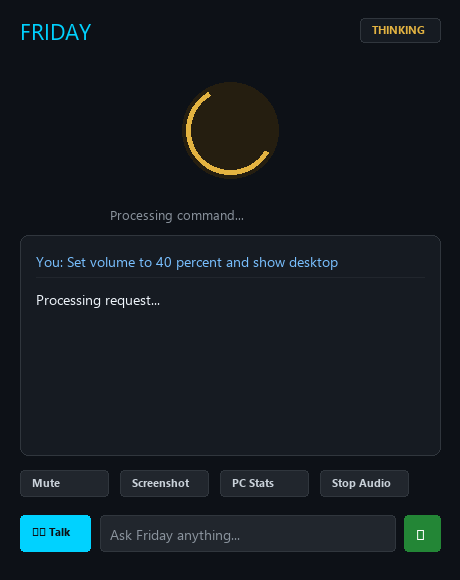 FRIDAY
THINKING
Processing command...
You: Set volume to 40 percent and show desktop
Processing request...
Mute
Screenshot
PC Stats
Stop Audio
Talk
Ask Friday anything...